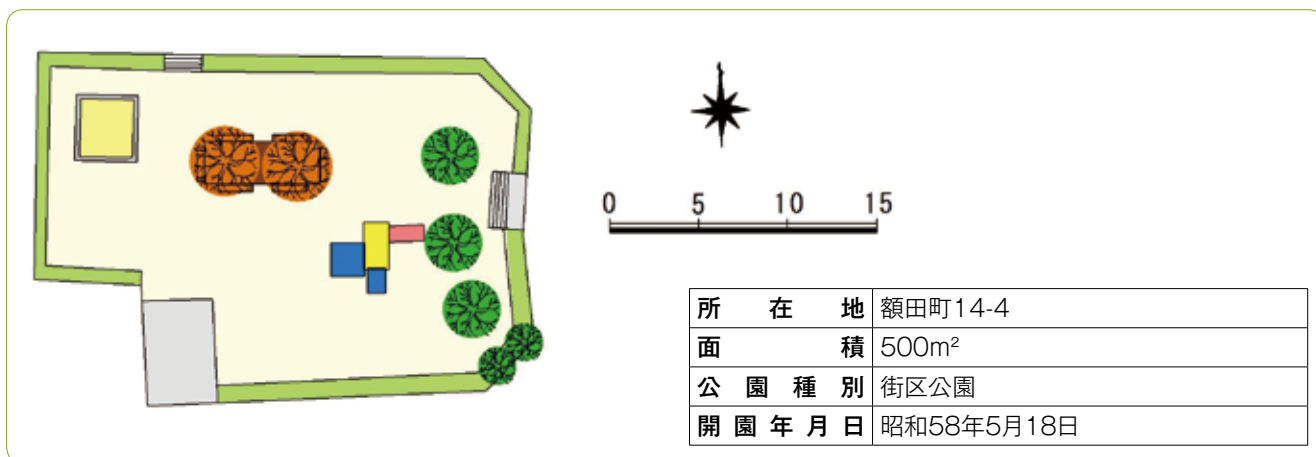 0 5 10 15
所在地 額田町14-4
面積 500m²
公園種別 街区公園
開園年月日 昭和58年5月18日